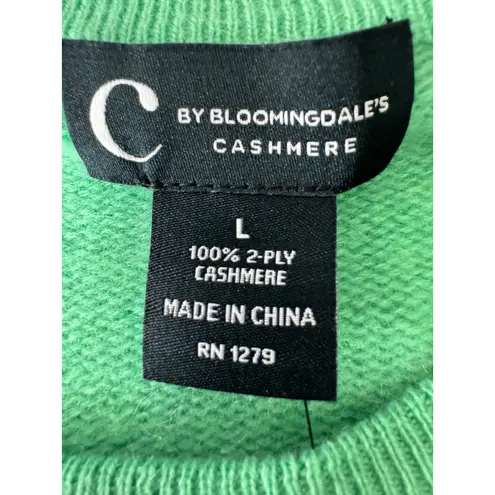 C BY BLOOMINGDALE'S
CASHMERE
L
100% 2-PLY
CASHMERE
MADE IN CHINA
RN 1279